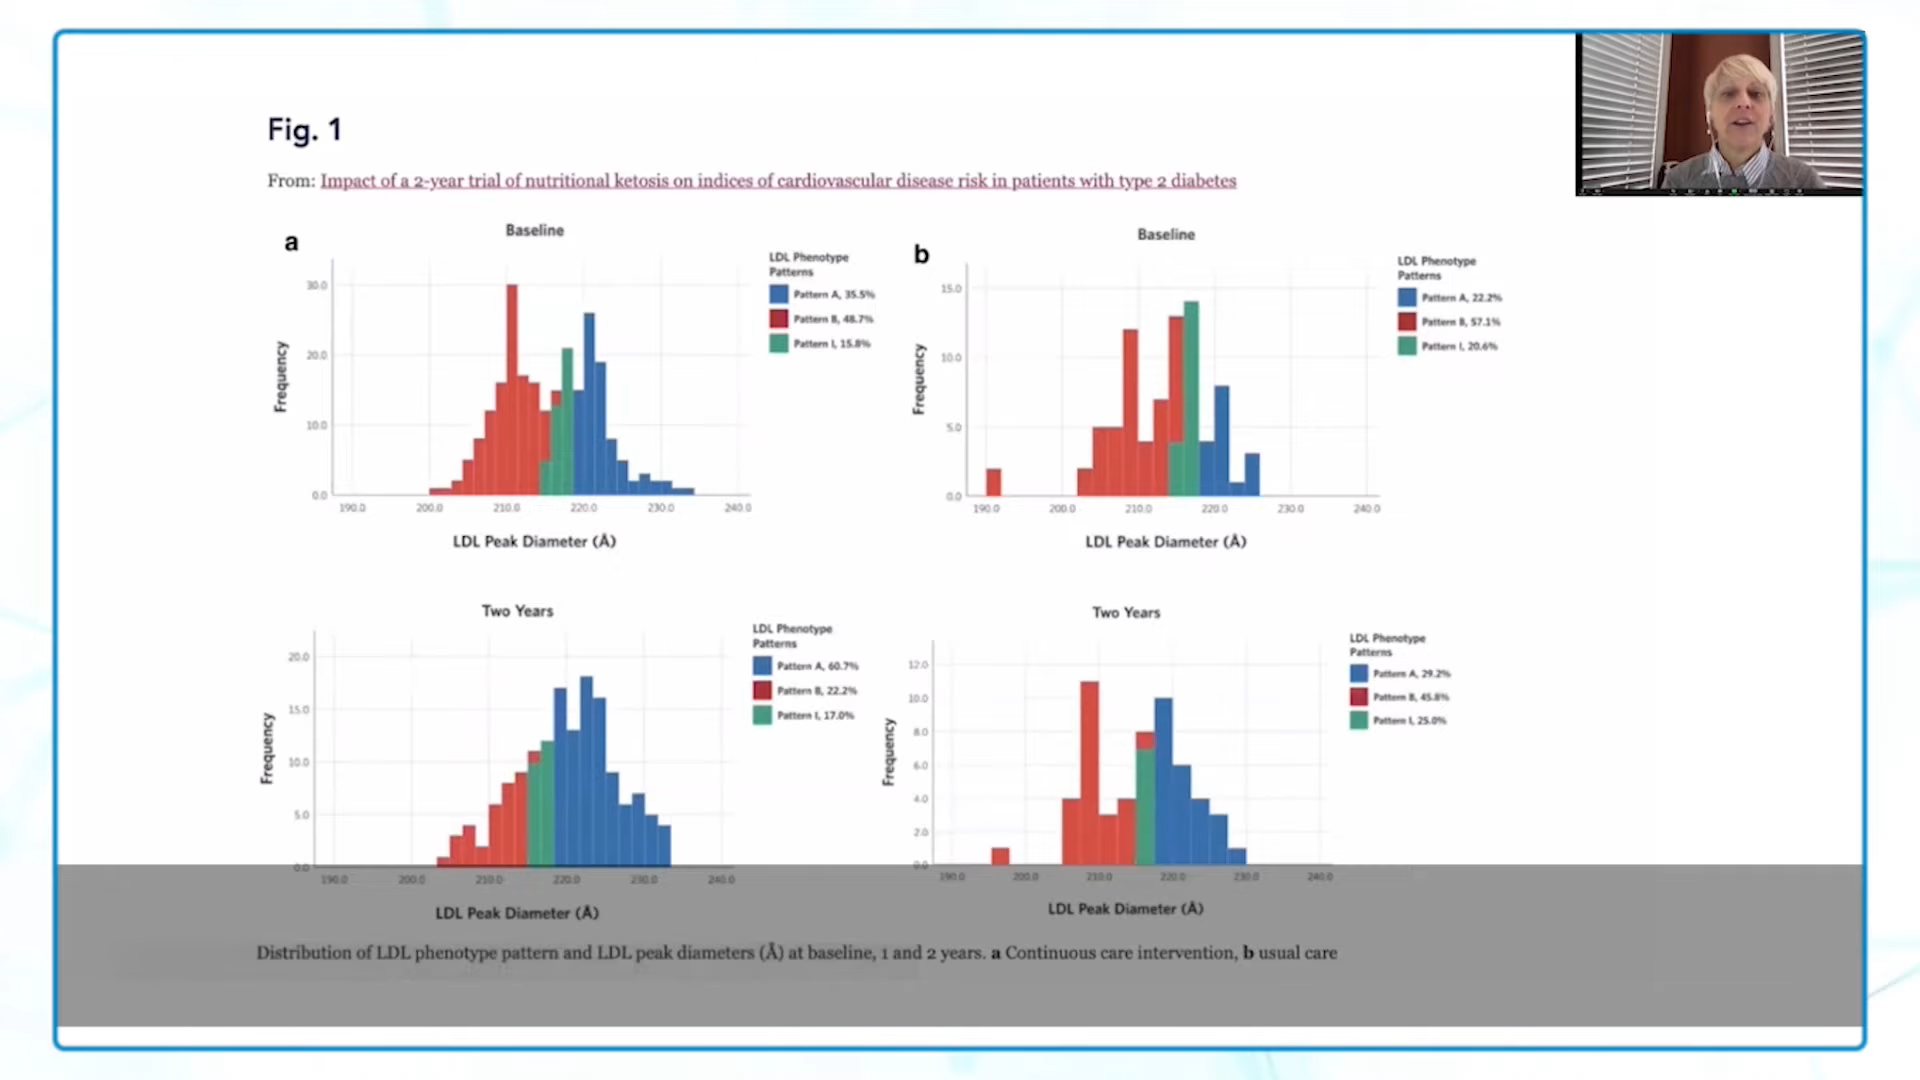 Fig. 1
From: Impact of a 2-year trial of nutritional ketosis on indices of cardiovascular disease risk in patients with type 2 diabetes
a
Baseline
LDL Phenotype
Patterns
Pattern A, 35.5%
Pattern B, 48.7%
Pattern I, 15.8%
30.0
20.0
10.0
0.0
Frequency
190.0 200.0 210.0 220.0 230.0 240.0
LDL Peak Diameter (Å)
b
Baseline
LDL Phenotype
Patterns
Pattern A, 22.2%
Pattern B, 57.1%
Pattern I, 20.6%
15.0
10.0
5.0
0.0
Frequency
190.0 200.0 210.0 220.0 230.0 240.0
LDL Peak Diameter (Å)
Two Years
LDL Phenotype
Patterns
Pattern A, 60.7%
Pattern B, 22.2%
Pattern I, 17.0%
20.0
15.0
10.0
5.0
0.0
Frequency
190.0 200.0 210.0 220.0 230.0 240.0
LDL Peak Diameter (Å)
Two Years
LDL Phenotype
Patterns
Pattern A, 29.2%
Pattern B, 45.8%
Pattern I, 25.0%
12.0
10.0
8.0
6.0
4.0
2.0
0.0
Frequency
190.0 200.0 210.0 220.0 230.0 240.0
LDL Peak Diameter (Å)
Distribution of LDL phenotype pattern and LDL peak diameters (Å) at baseline, 1 and 2 years. a Continuous care intervention, b usual care